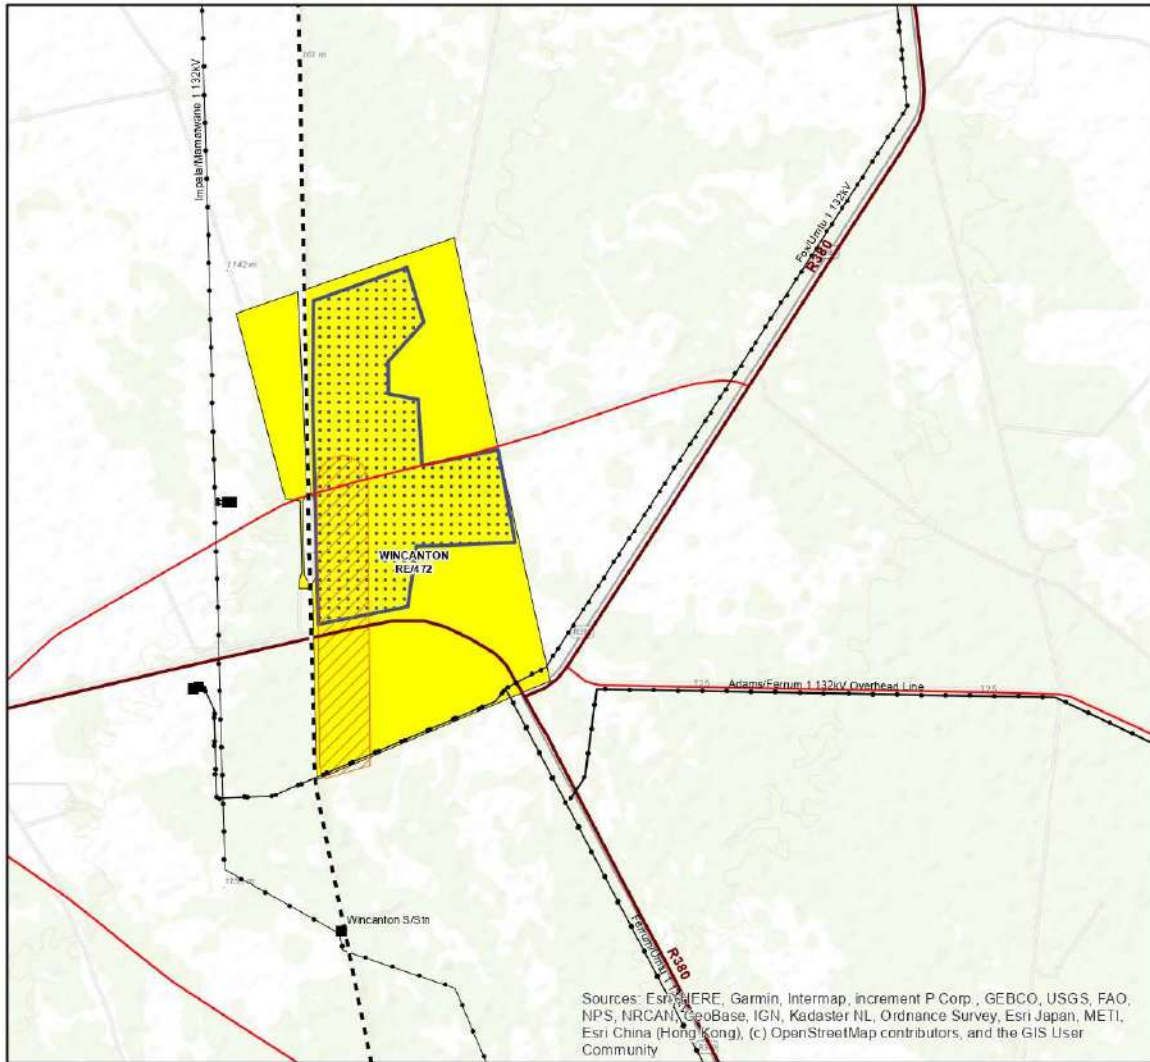 Impala/Mamatwane 1 132kV
1142 m
Fox/Umtu 1 132kV
R380
WINCANTON
RE/472
Adams/Ferrum 1 132kV Overhead Line
T25
T25
Wincanton S/Stn
R380
Sources: Esri, HERE, Garmin, Intermap, increment P Corp., GEBCO, USGS, FAO,
NPS, NRCAN, GeoBase, IGN, Kadaster NL, Ordnance Survey, Esri Japan, METI,
Esri China (Hong Kong), (c) OpenStreetMap contributors, and the GIS User
Community